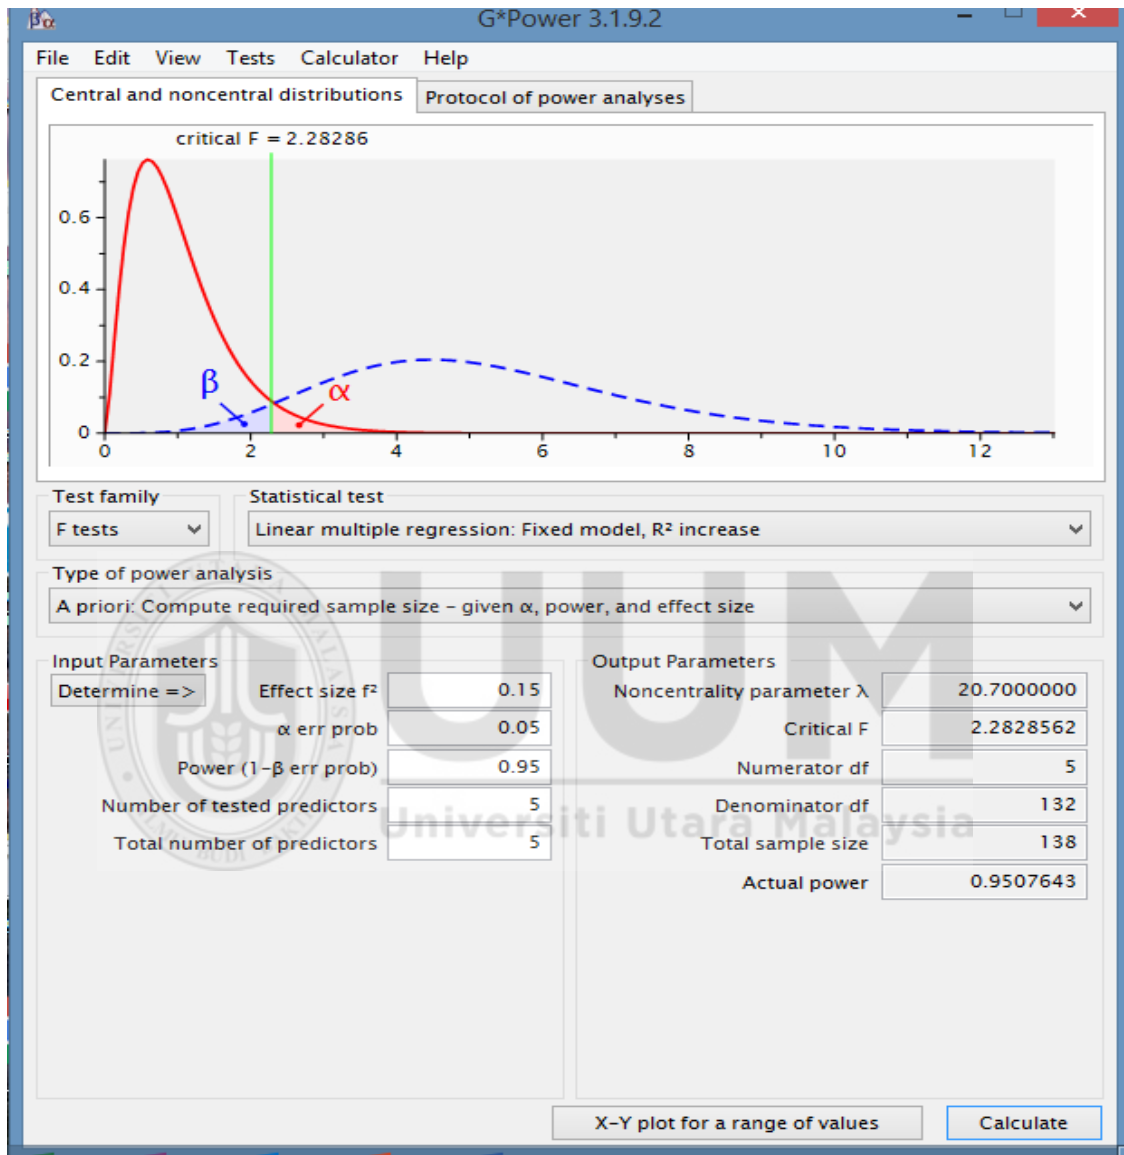 βα G*Power 3.1.9.2
File Edit View Tests Calculator Help
Central and noncentral distributions Protocol of power analyses
critical F = 2.28286
0.6
0.4
0.2
0
β α
0 2 4 6 8 10 12
Test family Statistical test
F tests Linear multiple regression: Fixed model, R² increase
Type of power analysis
A priori: Compute required sample size – given α, power, and effect size
Input Parameters Output Parameters
Determine => Effect size f² 0.15 Noncentrality parameter λ 20.7000000
α err prob 0.05 Critical F 2.2828562
Power (1–β err prob) 0.95 Numerator df 5
Number of tested predictors 5 Denominator df 132
Total number of predictors 5 Total sample size 138
Actual power 0.9507643
UUM
Universiti Utara Malaysia
X–Y plot for a range of values Calculate